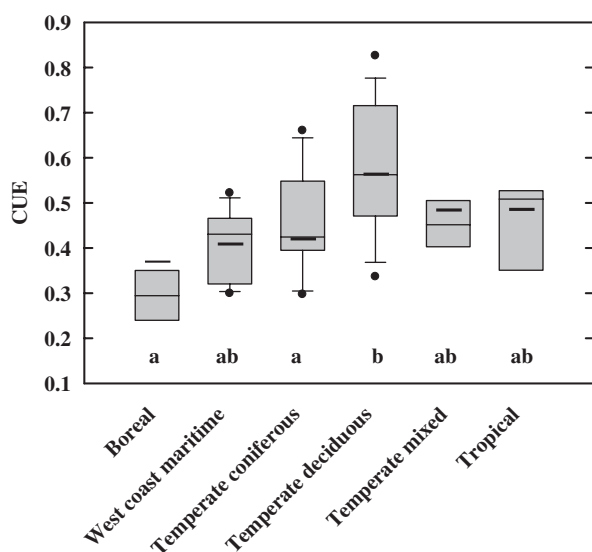 0.9
0.8
0.7
0.6
0.5
0.4
0.3
0.2
0.1
CUE
a ab a b ab ab
Boreal
West coast maritime
Temperate coniferous
Temperate deciduous
Temperate mixed
Tropical